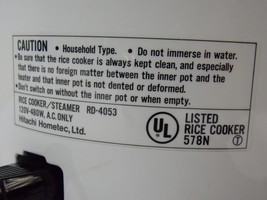 CAUTION • Household Type. • Do not immerse in water.
• Be sure that the rice cooker is always kept clean, and especially
that there is no foreign matter between the inner pot and the
heater and that inner pot is not dented or deformed.
• Don't switch on without the inner pot or when empty.
RICE COOKER/STEAMER RD-4053
120V-480W, A.C. ONLY
Hitachi Homelec, Ltd.
UL
LISTED
RICE COOKER
578N
T